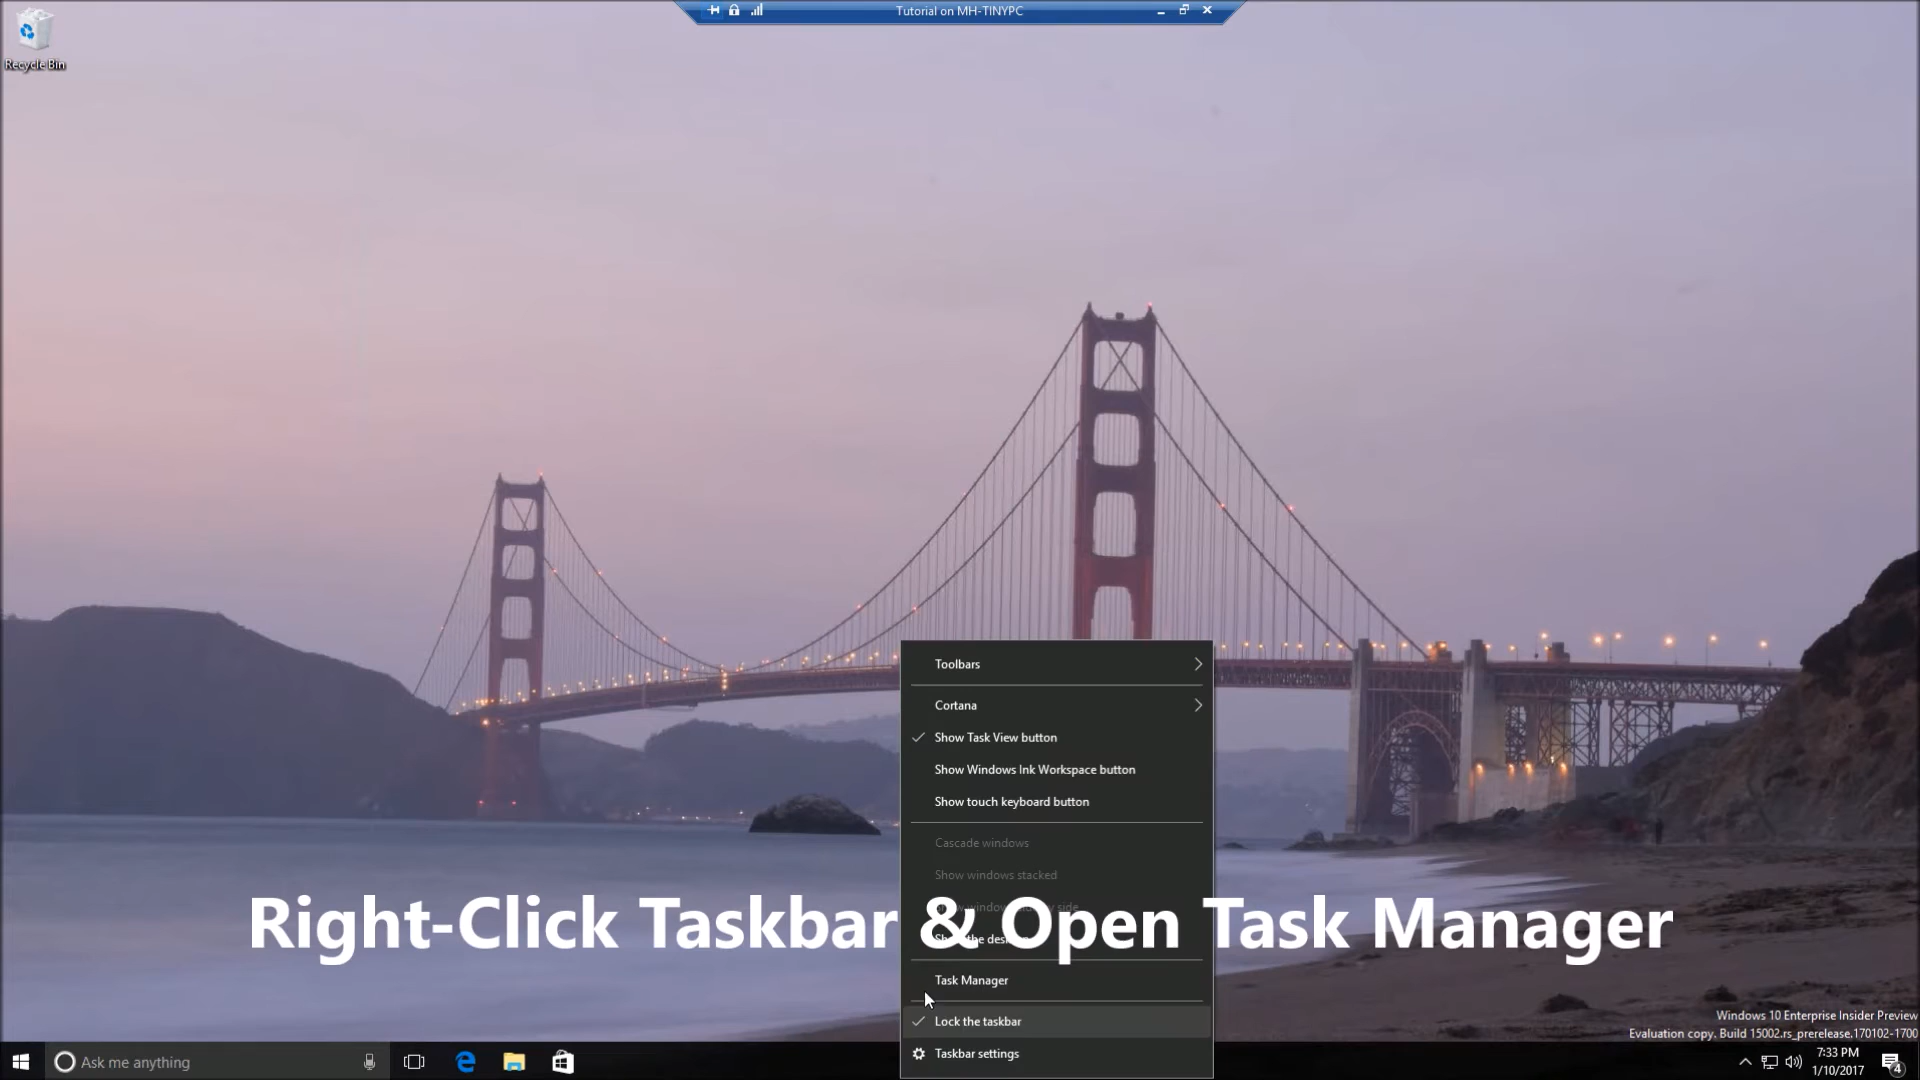 Tutorial on MH-TINYPC
Recycle Bin
Toolbars
Cortana
Show Task View button
Show Windows Ink Workspace button
Show touch keyboard button
Cascade windows
Show windows stacked
Right-Click Taskbar & Open Task Manager
Task Manager
Lock the taskbar
Taskbar settings
Windows 10 Enterprise Insider Preview
Evaluation copy. Build 15002.rs_prerelease.170102-1700
Ask me anything
7:33 PM
1/10/2017
4